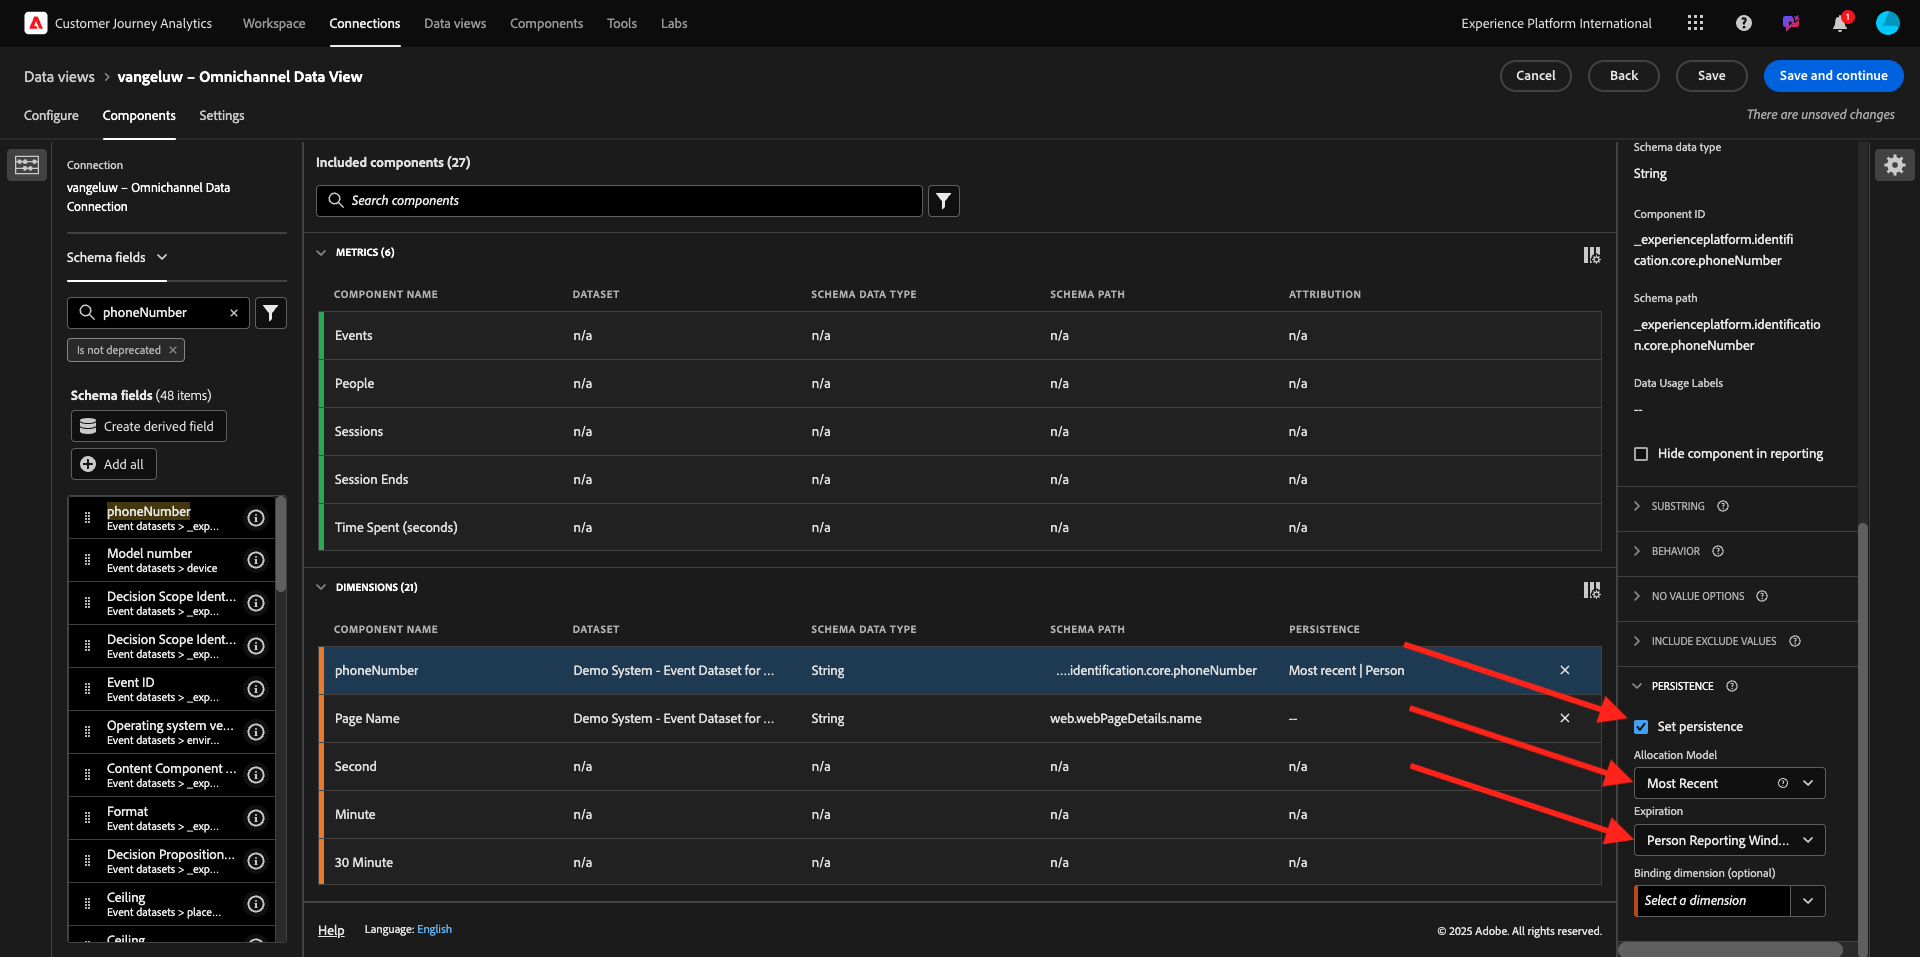 Customer Journey Analytics
Workspace
Connections
Data views
Components
Tools
Labs
Experience Platform International
1
Data views > vangeluw – Omnichannel Data View
Cancel
Back
Save
Save and continue
Configure
Components
Settings
There are unsaved changes
Connection
vangeluw – Omnichannel Data
Connection
Schema fields
phoneNumber
Is not deprecated
Schema fields (48 items)
Create derived field
Add all
phoneNumber
Event datasets > _exp...
Model number
Event datasets > device
Decision Scope Ident...
Event datasets > _exp...
Decision Scope Ident...
Event datasets > _exp...
Event ID
Event datasets > _exp...
Operating system ve...
Event datasets > envir...
Content Component ...
Event datasets > _exp...
Format
Event datasets > _exp...
Decision Proposition...
Event datasets > _exp...
Ceiling
Event datasets > place...
Ceiling
Included components (27)
Search components
METRICS (6)
COMPONENT NAME DATASET SCHEMA DATA TYPE SCHEMA PATH ATTRIBUTION
Events n/a n/a n/a n/a
People n/a n/a n/a n/a
Sessions n/a n/a n/a n/a
Session Ends n/a n/a n/a n/a
Time Spent (seconds) n/a n/a n/a n/a
DIMENSIONS (21)
COMPONENT NAME DATASET SCHEMA DATA TYPE SCHEMA PATH PERSISTENCE
phoneNumber Demo System - Event Dataset for ... String ....identification.core.phoneNumber Most recent | Person
Page Name Demo System - Event Dataset for ... String web.webPageDetails.name --
Second n/a n/a n/a n/a
Minute n/a n/a n/a n/a
30 Minute n/a n/a n/a n/a
Help
Language: English
© 2025 Adobe. All rights reserved.
Schema data type
String
Component ID
_experienceplatform.identifi
cation.core.phoneNumber
Schema path
_experienceplatform.identificatio
n.core.phoneNumber
Data Usage Labels
--
Hide component in reporting
SUBSTRING
BEHAVIOR
NO VALUE OPTIONS
INCLUDE EXCLUDE VALUES
PERSISTENCE
Set persistence
Allocation Model
Most Recent
Expiration
Person Reporting Wind...
Binding dimension (optional)
Select a dimension